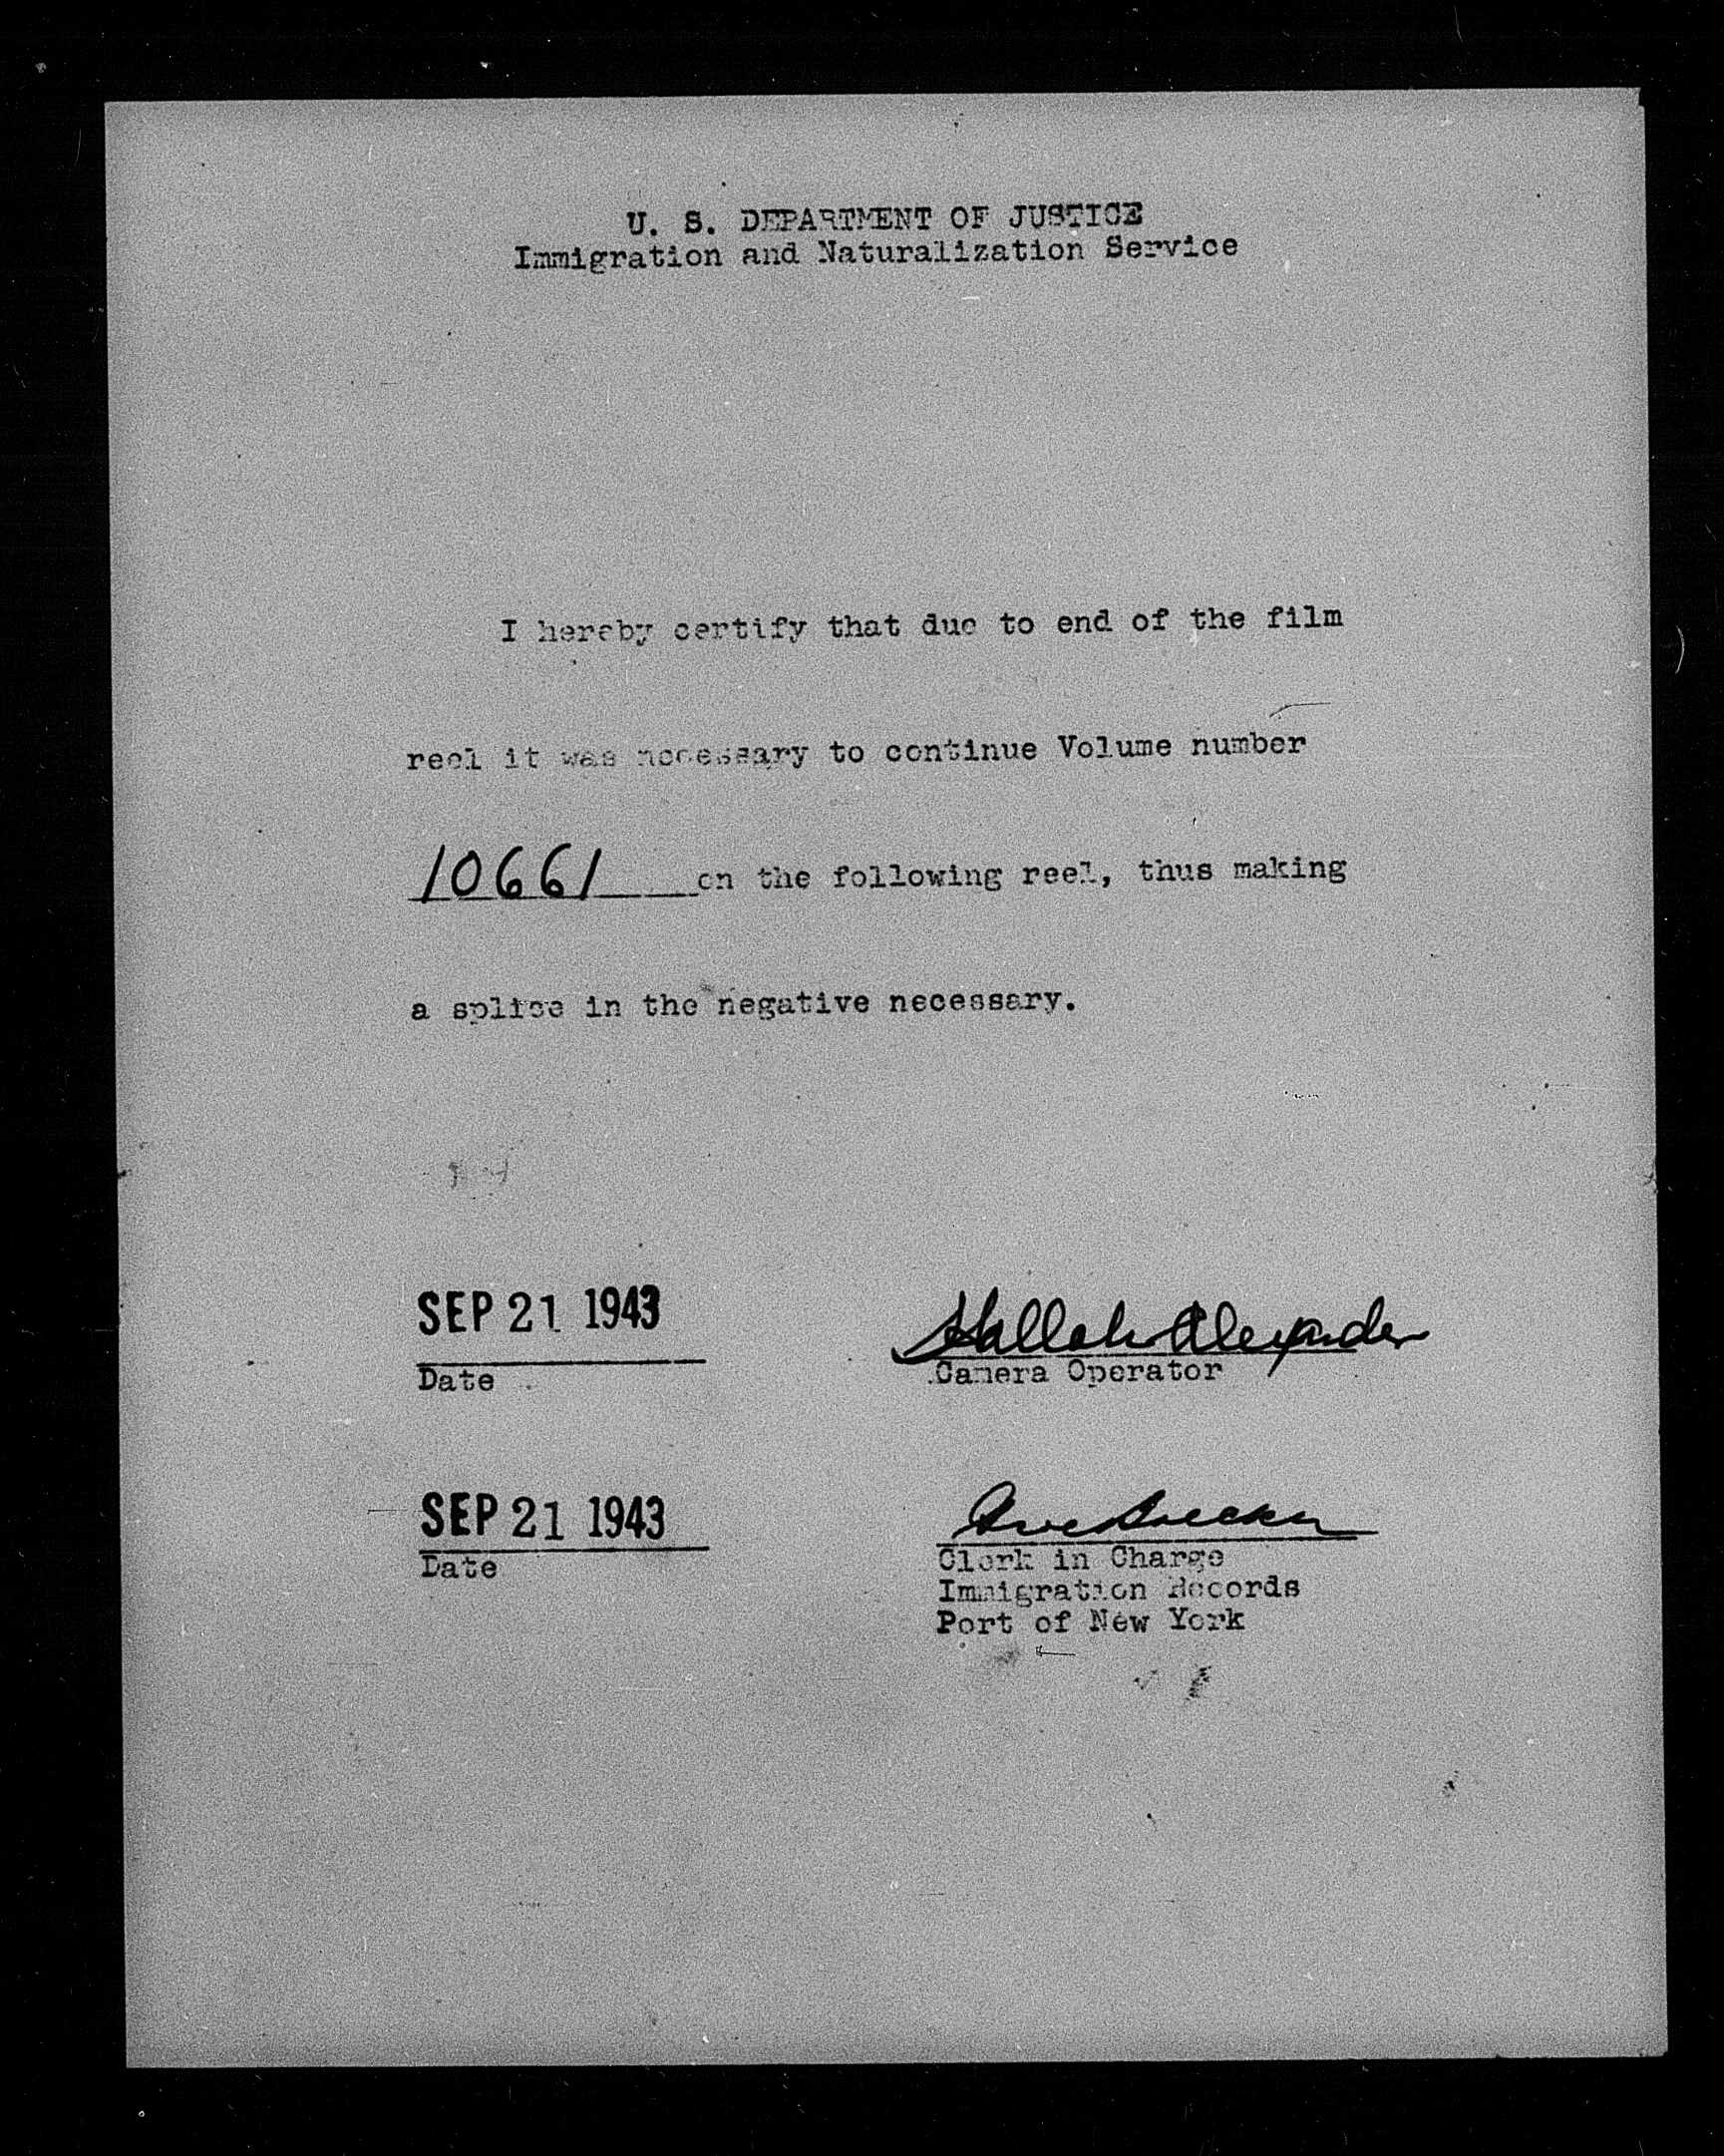 U. S. DEPARTMENT OF JUSTICE
Immigration and Naturalization Service
I hereby certify that due to end of the film
reel it was necessary to continue Volume number
10661 on the following reel, thus making
a splice in the negative necessary.
SEP 21 1943
Alexander
Date
Camera Operator
SEP 21 1943
Date
Clerk in Charge
Immigration Records
Port of New York